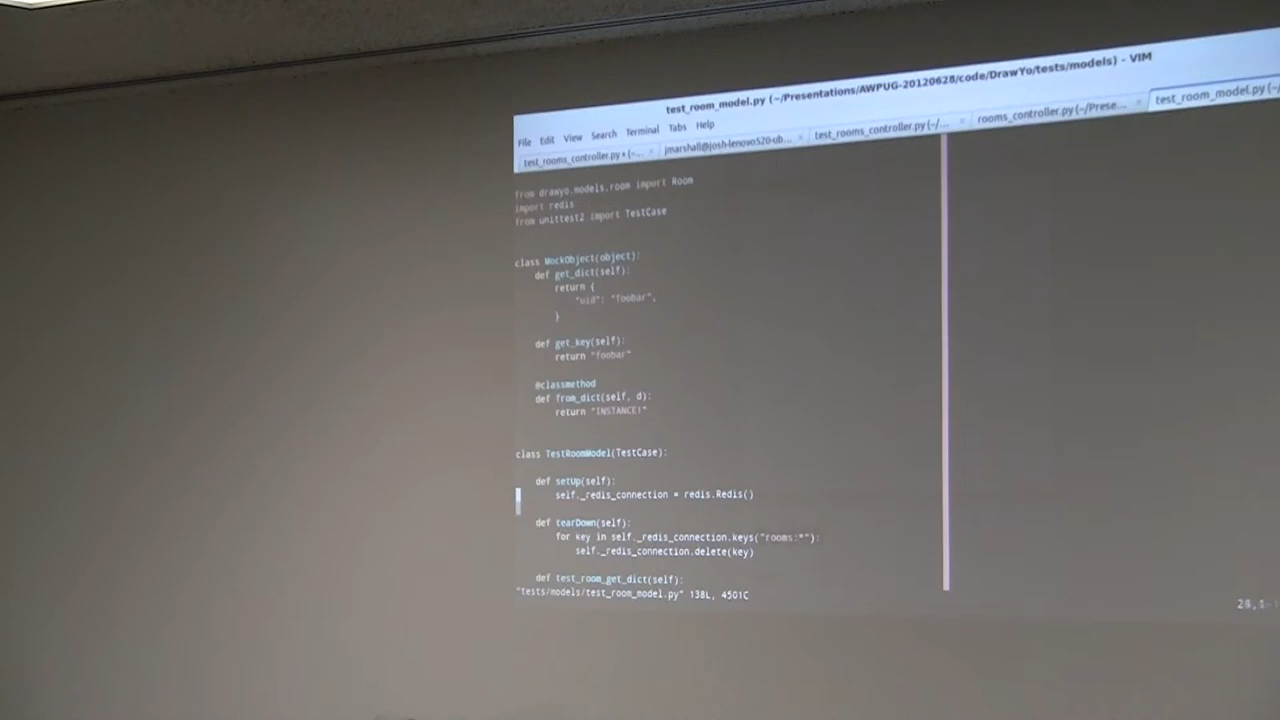 test_room_model.py (~/Presentations/AWPUG-20120628/code/DrawYo/tests/models) - VIM
File Edit View Search Terminal Tabs Help
test_rooms_controller.py + (~... × jmarshall@josh-lenovo520-ub... × test_rooms_controller.py (~/... × rooms_controller.py (~/Prese... × test_room_model.py (~/
from drawyo.models.room import Room
import redis
from unittest2 import TestCase
class MockObject(object):
def get_dict(self):
return {
"uid": "foobar",
}
def get_key(self):
return "foobar"
@classmethod
def from_dict(self, d):
return "INSTANCE!"
class TestRoomModel(TestCase):
def setUp(self):
self._redis_connection = redis.Redis()
def tearDown(self):
for key in self._redis_connection.keys("rooms:*"):
self._redis_connection.delete(key)
def test_room_get_dict(self):
"tests/models/test_room_model.py" 138L, 4501C